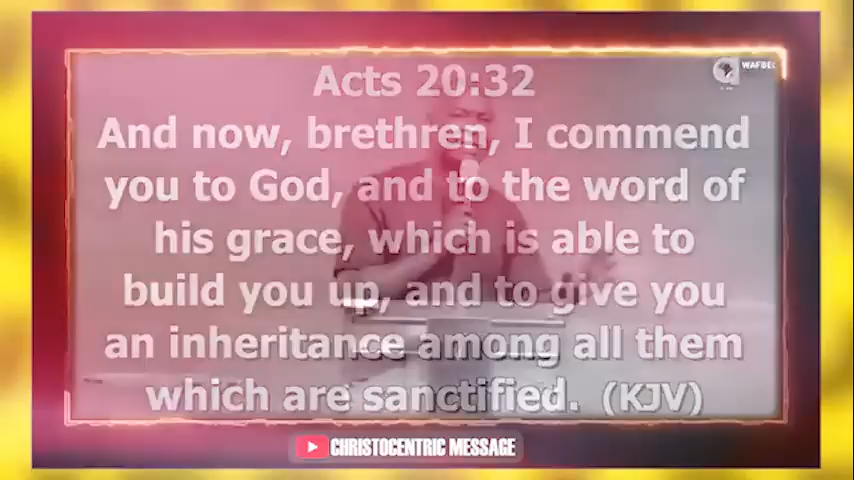 Acts 20:32
And now, brethren, I commend
you to God, and to the word of
his grace, which is able to
build you up, and to give you
an inheritance among all them
which are sanctified. (KJV)
CHRISTOCENTRIC MESSAGE